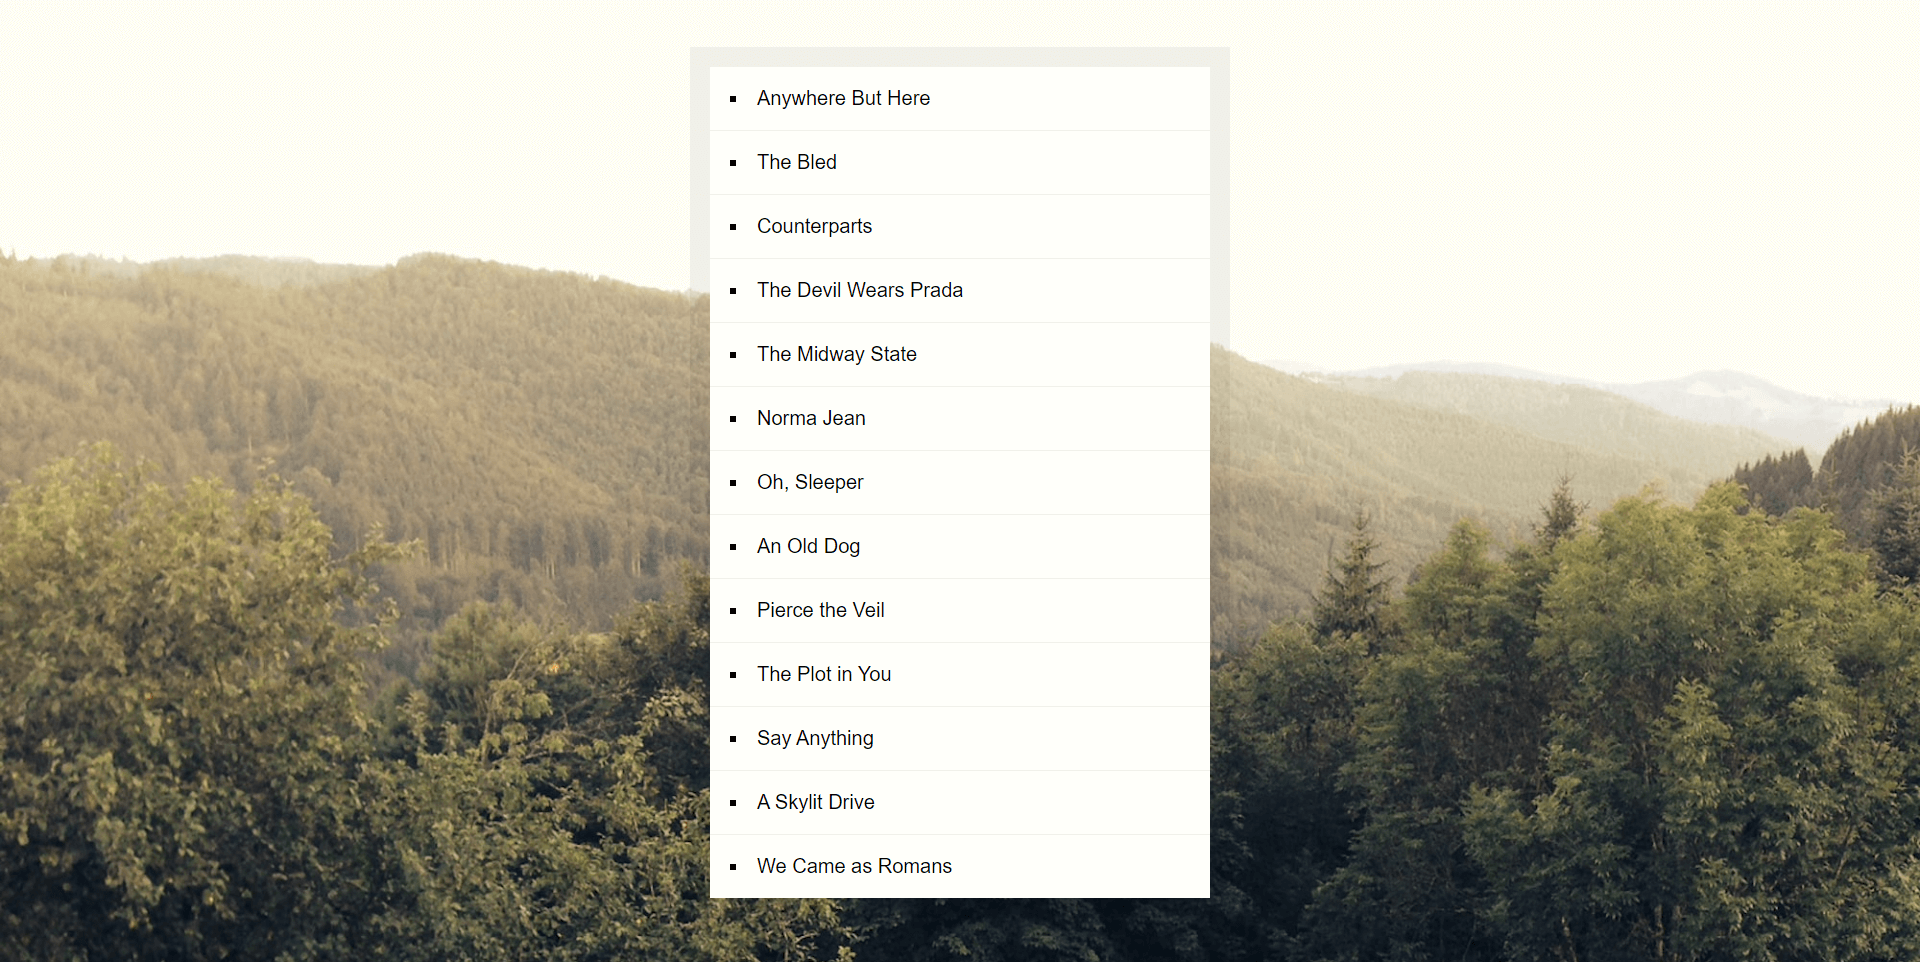 Anywhere But Here
The Bled
Counterparts
The Devil Wears Prada
The Midway State
Norma Jean
Oh, Sleeper
An Old Dog
Pierce the Veil
The Plot in You
Say Anything
A Skylit Drive
We Came as Romans